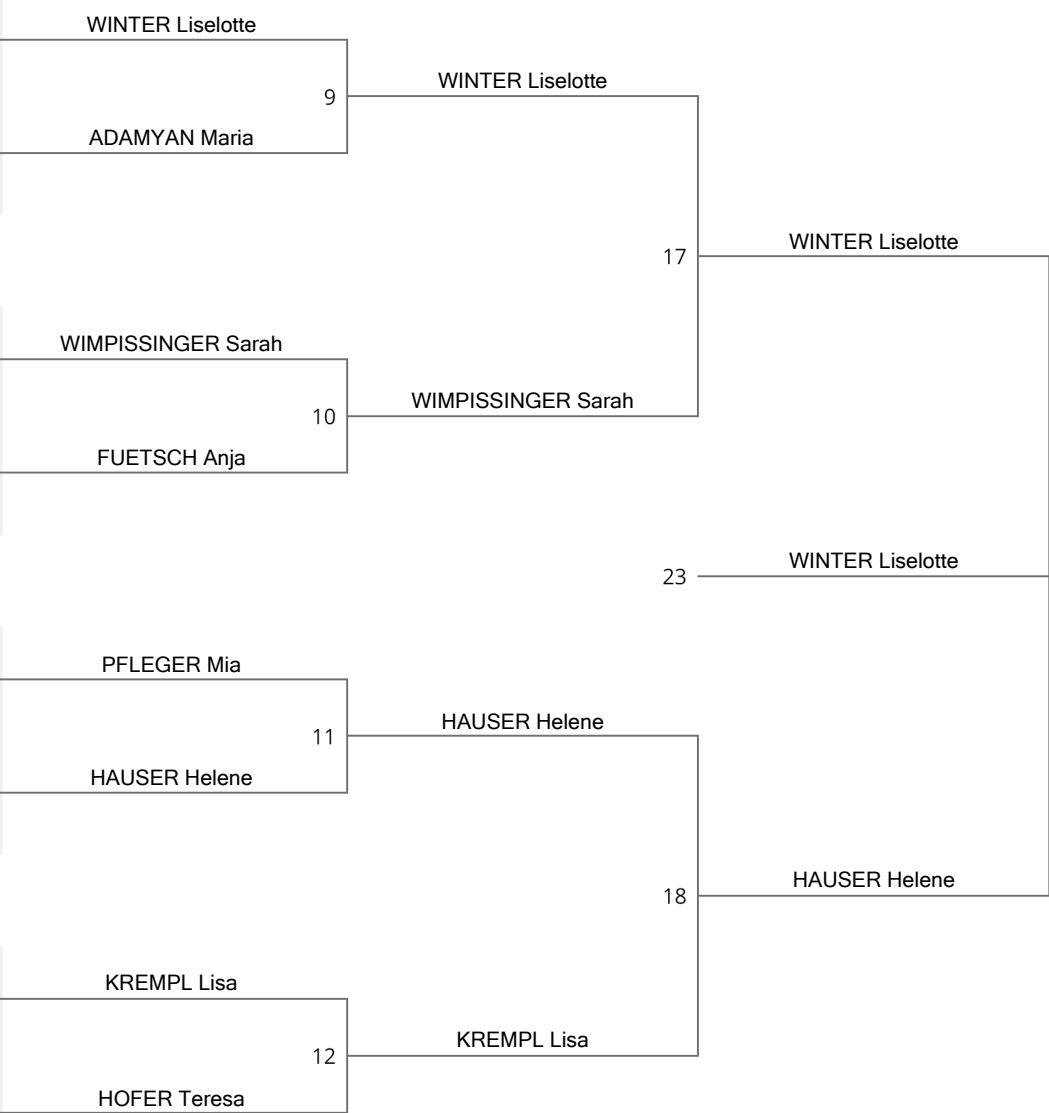 WINTER Liselotte
WINTER Liselotte
9
ADAMYAN Maria
WINTER Liselotte
17
WIMPISSINGER Sarah
WIMPISSINGER Sarah
10
FUETSCH Anja
WINTER Liselotte
23
PFLEGER Mia
HAUSER Helene
11
HAUSER Helene
HAUSER Helene
18
KREMPL Lisa
KREMPL Lisa
12
HOFER Teresa